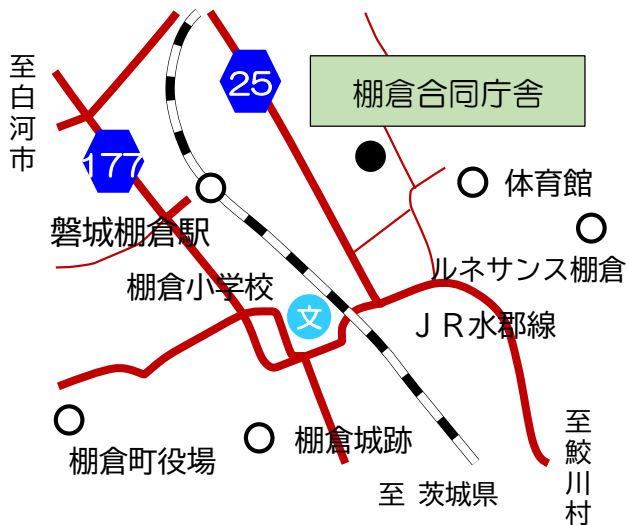 至白河市
25
棚倉合同庁舎
177
体育館
磐城棚倉駅
ルネサンス棚倉
棚倉小学校
文
ＪＲ水郡線
棚倉城跡
棚倉町役場
至 茨城県
至鮫川村